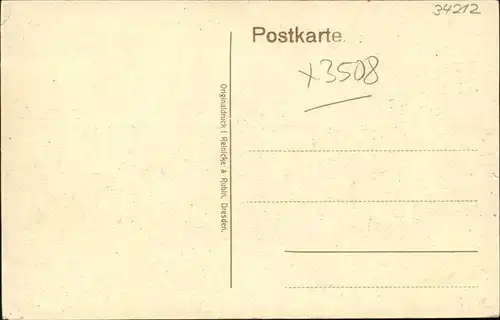 34212
Postkarte.
x3508
Originaldruck I Reinicke & Rubin, Dresden.